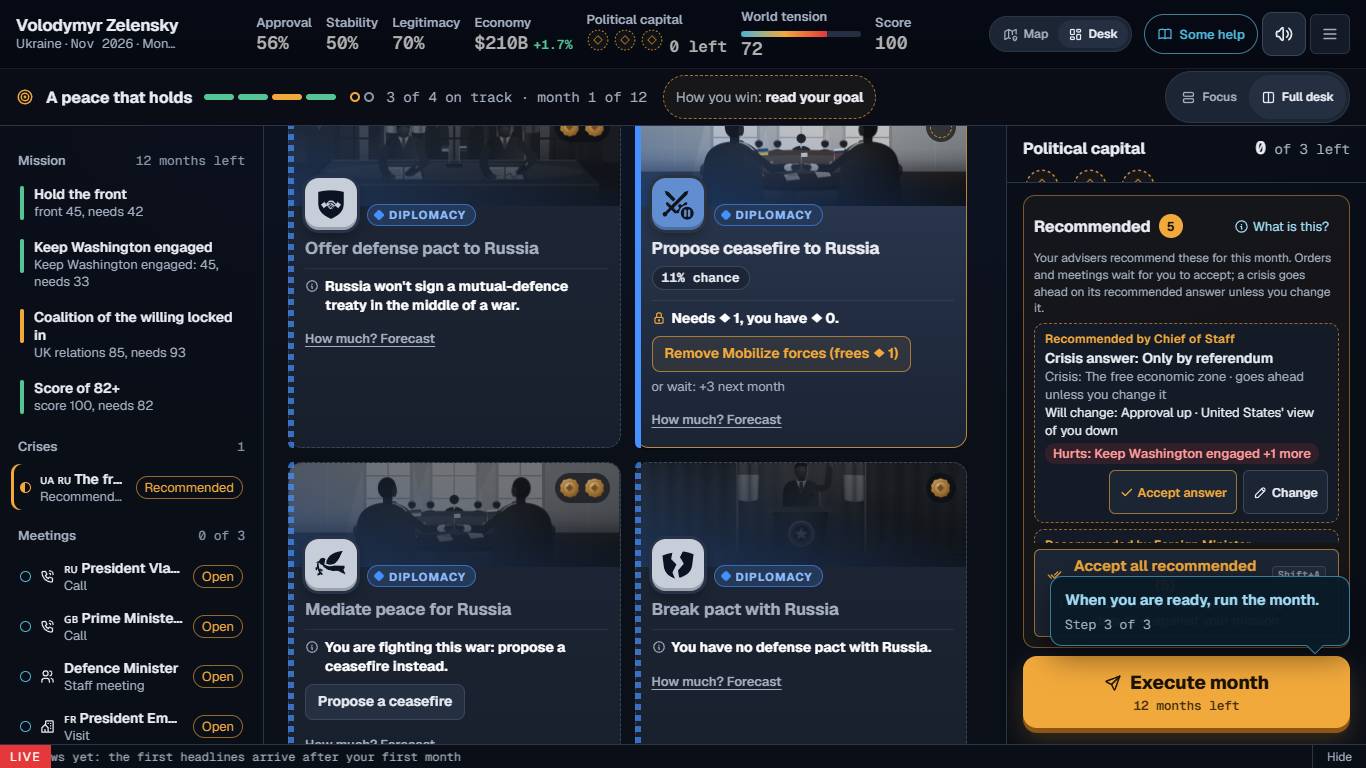 Volodymyr Zelensky
Ukraine · Nov 2026 · Mon...
Approval
56%
Stability
50%
Legitimacy
70%
Economy
$210B +1.7%
Political capital
0 left
World tension
72
Score
100
Map
Desk
Some help
A peace that holds
3 of 4 on track · month 1 of 12
How you win: read your goal
Focus
Full desk
Mission
12 months left
Hold the front
front 45, needs 42
Keep Washington engaged
Keep Washington engaged: 45,
needs 33
Coalition of the willing locked
in
UK relations 85, needs 93
Score of 82+
score 100, needs 82
Crises
1
UA RU The fr...
Recommend...
Recommended
Meetings
0 of 3
RU President Vla...
Call
Open
GB Prime Ministe...
Call
Open
Defence Minister
Staff meeting
Open
FR President Em...
Visit
Open
DIPLOMACY
Offer defense pact to Russia
Russia won't sign a mutual-defence
treaty in the middle of a war.
How much? Forecast
DIPLOMACY
Propose ceasefire to Russia
11% chance
Needs ◆ 1, you have ◆ 0.
Remove Mobilize forces (frees ◆ 1)
or wait: +3 next month
How much? Forecast
DIPLOMACY
Mediate peace for Russia
You are fighting this war: propose a
ceasefire instead.
Propose a ceasefire
How much? Forecast
DIPLOMACY
Break pact with Russia
You have no defense pact with Russia.
How much? Forecast
Political capital
0 of 3 left
Recommended 5
What is this?
Your advisers recommend these for this month. Orders
and meetings wait for you to accept; a crisis goes
ahead on its recommended answer unless you change
it.
Recommended by Chief of Staff
Crisis answer: Only by referendum
Crisis: The free economic zone · goes ahead
unless you change it
Will change: Approval up · United States' view
of you down
Hurts: Keep Washington engaged +1 more
Accept answer
Change
Recommended by Foreign Minister
Accept all recommended
Shift+A
When you are ready, run the month.
Step 3 of 3
Execute month
12 months left
LIVE
ws yet: the first headlines arrive after your first month
Hide